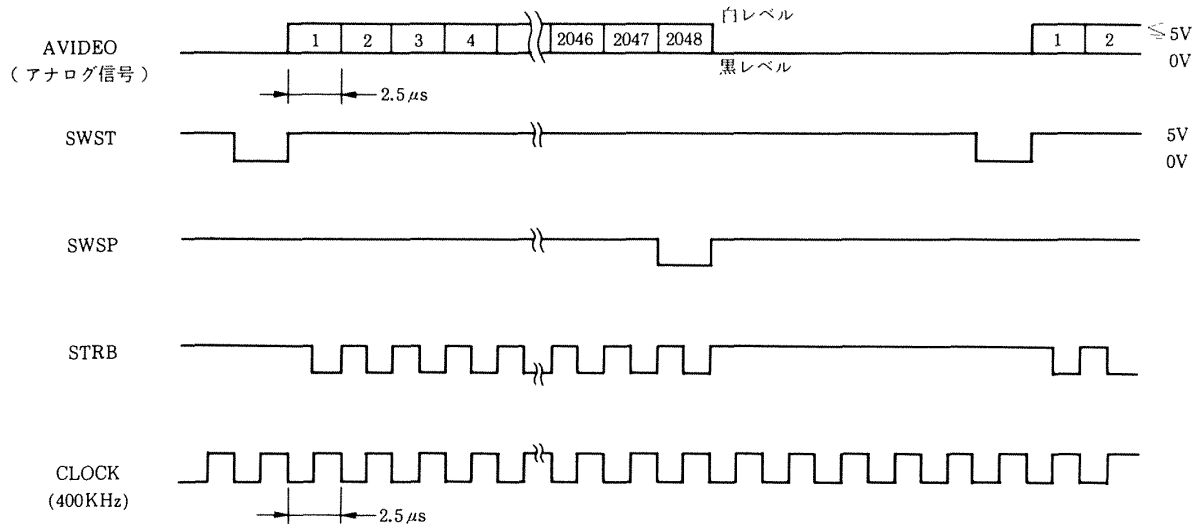 白レベル
AVIDEO
(アナログ信号)
1 2 3 4 2046 2047 2048 1 2
≦5V
0V
黒レベル
2.5μs
SWST
5V
0V
SWSP
STRB
CLOCK
(400KHz)
2.5μs